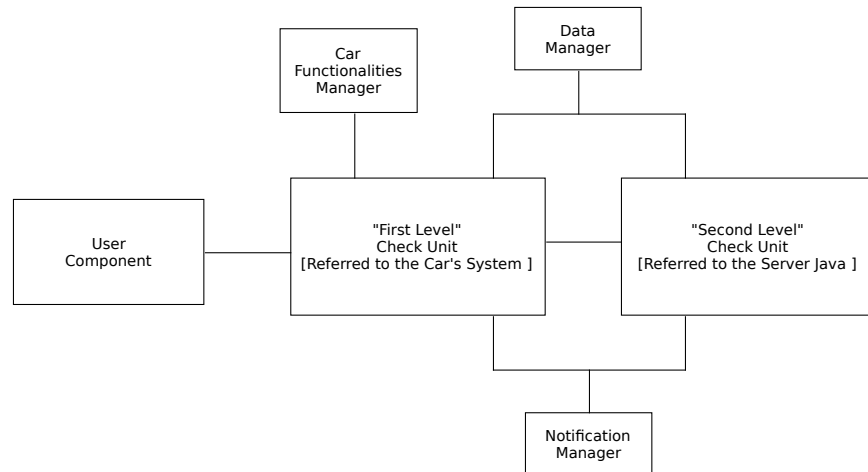 Data
Manager
Car
Functionalities
Manager
User
Component
"First Level"
Check Unit
[Referred to the Car's System ]
"Second Level"
Check Unit
[Referred to the Server Java ]
Notification
Manager